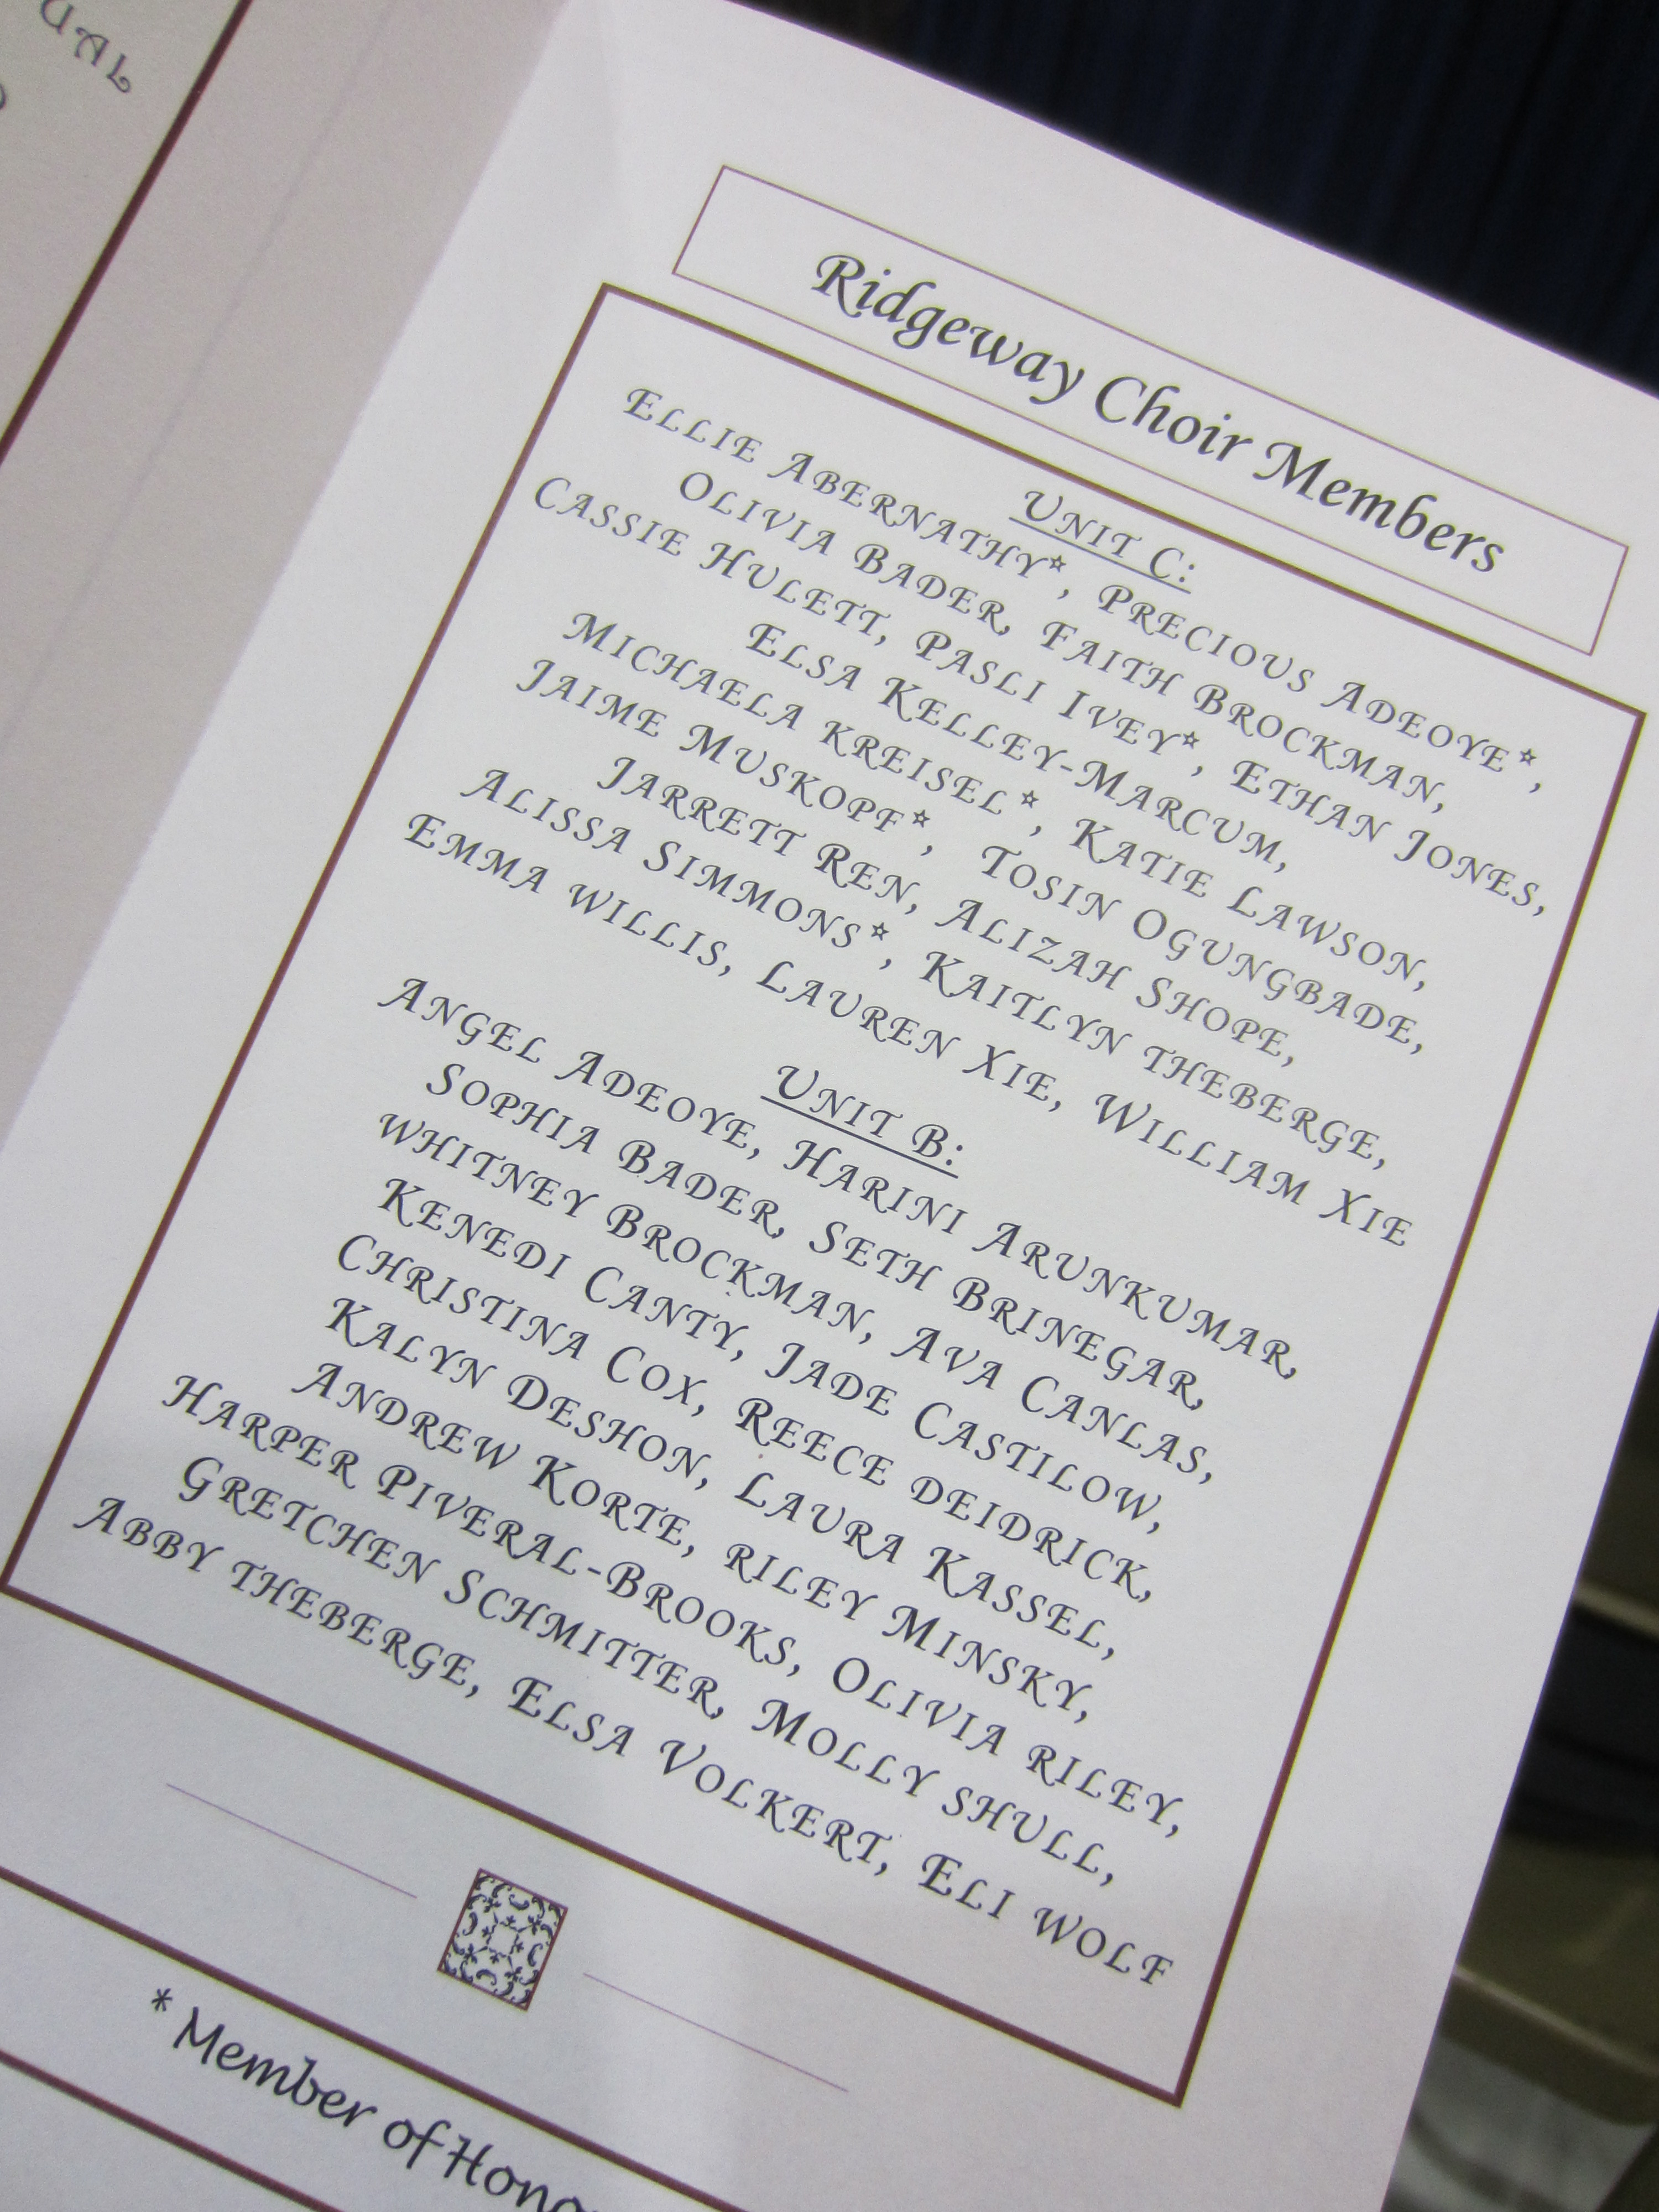 UAL
Ridgeway Choir Members
UNIT C:
ELLIE ABERNATHY*, PRECIOUS ADEOYE*,
OLIVIA BADER, FAITH BROCKMAN,
CASSIE HULETT, PASLI IVEY*, ETHAN JONES,
ELSA KELLEY-MARCUM,
MICHAELA KREISEL*, KATIE LAWSON,
JAIME MUSKOPF*, TOSIN OGUNGBADE,
JARRETT REN, ALIZAH SHOPE,
ALISSA SIMMONS*, KAITLYN THEBERGE,
EMMA WILLIS, LAUREN XIE, WILLIAM XIE
UNIT B:
ANGEL ADEOYE, HARINI ARUNKUMAR,
SOPHIA BADER, SETH BRINEGAR,
WHITNEY BROCKMAN, AVA CANLAS,
KENEDI CANTY, JADE CASTILOW,
CHRISTINA COX, REECE DEIDRICK,
KALYN DESHON, LAURA KASSEL,
ANDREW KORTE, RILEY MINSKY,
HARPER PIVERAL-BROOKS, OLIVIA RILEY,
GRETCHEN SCHMITTER, MOLLY SHULL,
ABBY THEBERGE, ELSA VOLKERT, ELI WOLF
* Member of Hono